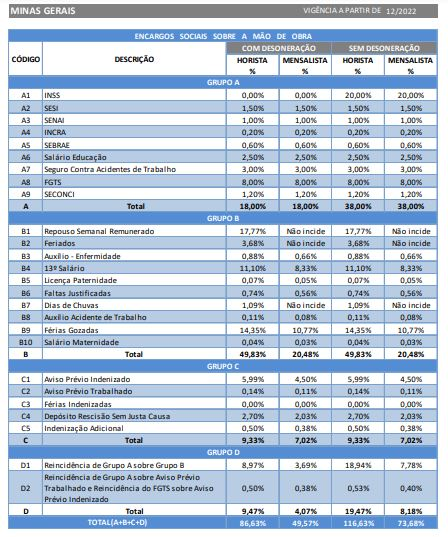 MINAS GERAIS VIGÊNCIA A PARTIR DE 12/2022
ENCARGOS SOCIAIS SOBRE A MÃO DE OBRA
CÓDIGO DESCRIÇÃO COM DESONERAÇÃO SEM DESONERAÇÃO
HORISTA MENSALISTA HORISTA MENSALISTA
% % % %
GRUPO A
A1 INSS 0,00% 0,00% 20,00% 20,00%
A2 SESI 1,50% 1,50% 1,50% 1,50%
A3 SENAI 1,00% 1,00% 1,00% 1,00%
A4 INCRA 0,20% 0,20% 0,20% 0,20%
A5 SEBRAE 0,60% 0,60% 0,60% 0,60%
A6 Salário Educação 2,50% 2,50% 2,50% 2,50%
A7 Seguro Contra Acidentes de Trabalho 3,00% 3,00% 3,00% 3,00%
A8 FGTS 8,00% 8,00% 8,00% 8,00%
A9 SECONCI 1,20% 1,20% 1,20% 1,20%
A Total 18,00% 18,00% 38,00% 38,00%
GRUPO B
B1 Repouso Semanal Remunerado 17,77% Não incide 17,77% Não incide
B2 Feriados 3,68% Não incide 3,68% Não incide
B3 Auxílio - Enfermidade 0,88% 0,66% 0,88% 0,66%
B4 13º Salário 11,10% 8,33% 11,10% 8,33%
B5 Licença Paternidade 0,07% 0,05% 0,07% 0,05%
B6 Faltas Justificadas 0,74% 0,56% 0,74% 0,56%
B7 Dias de Chuvas 1,09% Não incide 1,09% Não incide
B8 Auxílio Acidente de Trabalho 0,11% 0,08% 0,11% 0,08%
B9 Férias Gozadas 14,35% 10,77% 14,35% 10,77%
B10 Salário Maternidade 0,04% 0,03% 0,04% 0,03%
B Total 49,83% 20,48% 49,83% 20,48%
GRUPO C
C1 Aviso Prévio Indenizado 5,99% 4,50% 5,99% 4,50%
C2 Aviso Prévio Trabalhado 0,14% 0,11% 0,14% 0,11%
C3 Férias Indenizadas 0,00% 0,00% 0,00% 0,00%
C4 Depósito Rescisão Sem Justa Causa 2,70% 2,03% 2,70% 2,03%
C5 Indenização Adicional 0,50% 0,38% 0,50% 0,38%
C Total 9,33% 7,02% 9,33% 7,02%
GRUPO D
D1 Reincidência de Grupo A sobre Grupo B 8,97% 3,69% 18,94% 7,78%
Reincidência de Grupo A sobre Aviso Prévio
D2 Trabalhado e Reincidência do FGTS sobre Aviso 0,50% 0,38% 0,53% 0,40%
Prévio Indenizado
D Total 9,47% 4,07% 19,47% 8,18%
TOTAL(A+B+C+D) 86,63% 49,57% 116,63% 73,68%